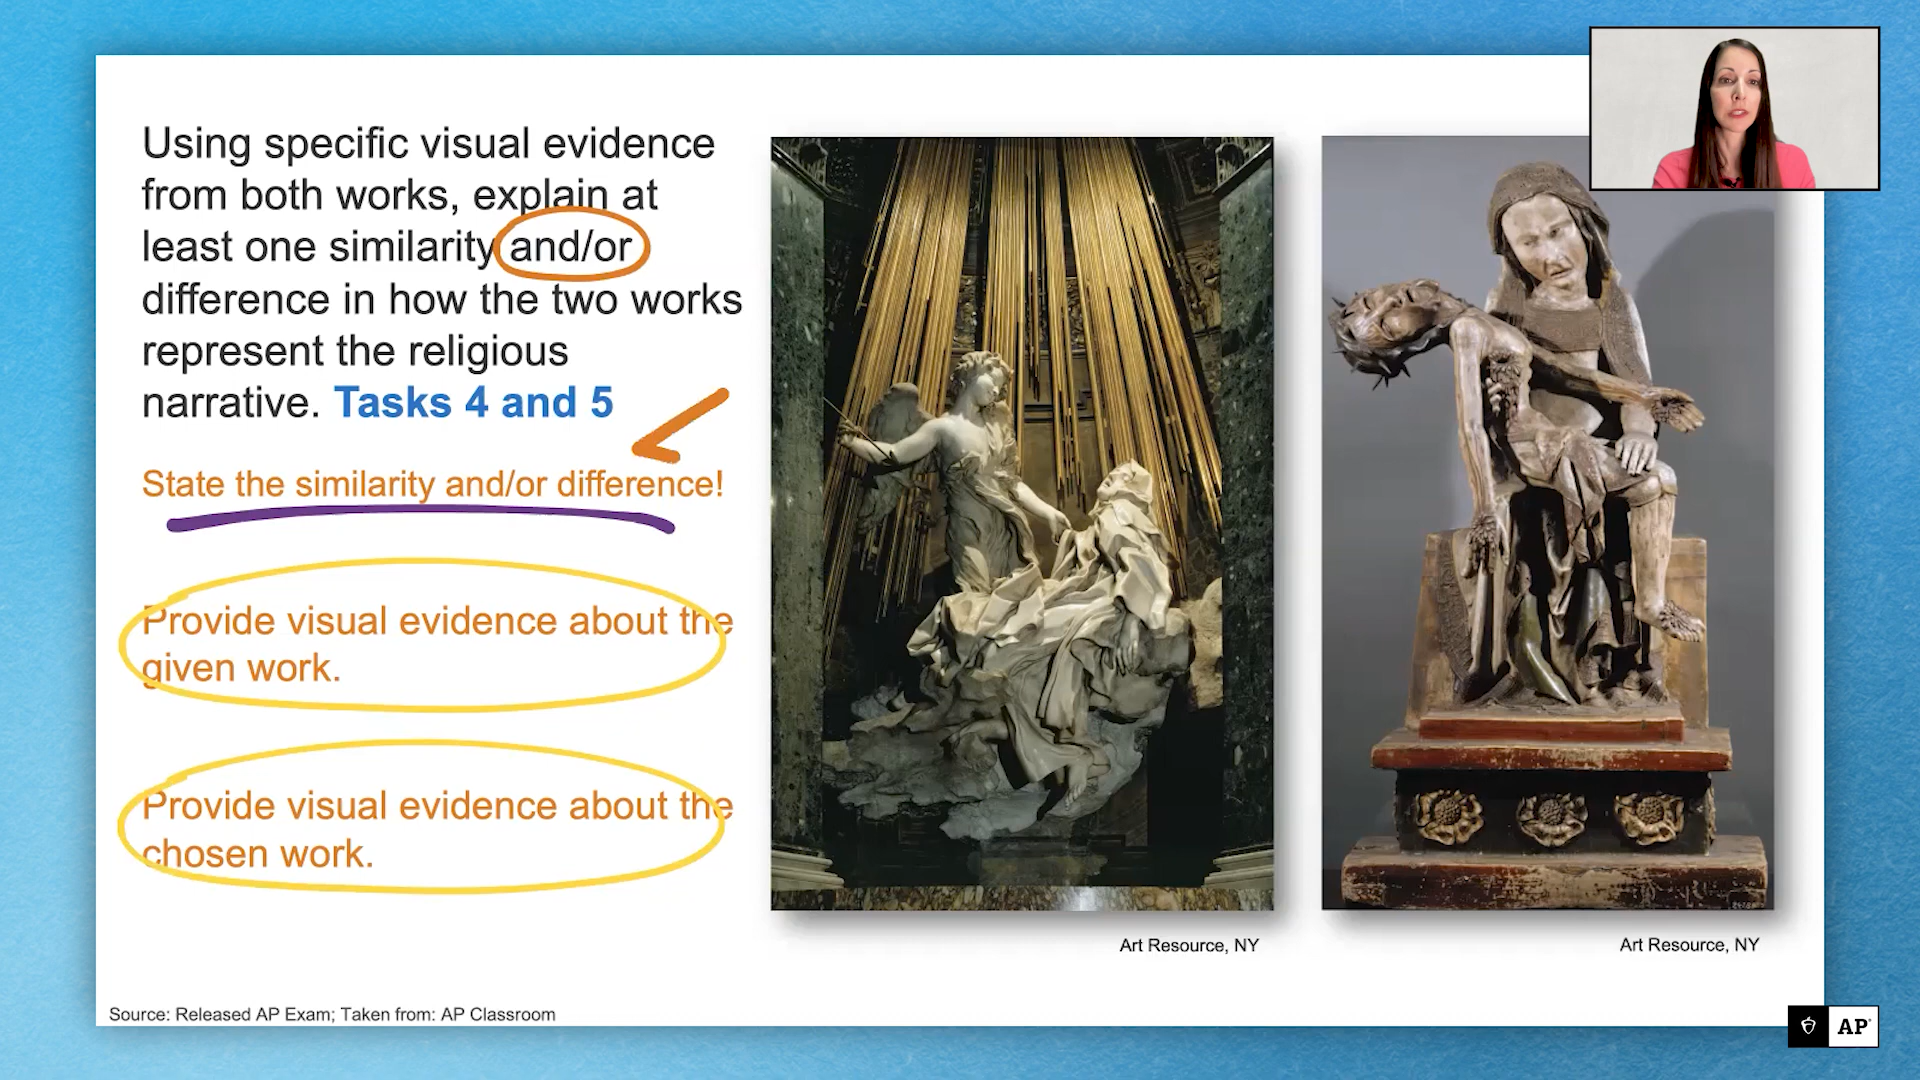 Using specific visual evidence
from both works, explain at
least one similarity and/or
difference in how the two works
represent the religious
narrative. Tasks 4 and 5
State the similarity and/or difference!
Provide visual evidence about the
given work.
Provide visual evidence about the
chosen work.
Art Resource, NY
Art Resource, NY
Source: Released AP Exam; Taken from: AP Classroom
AP